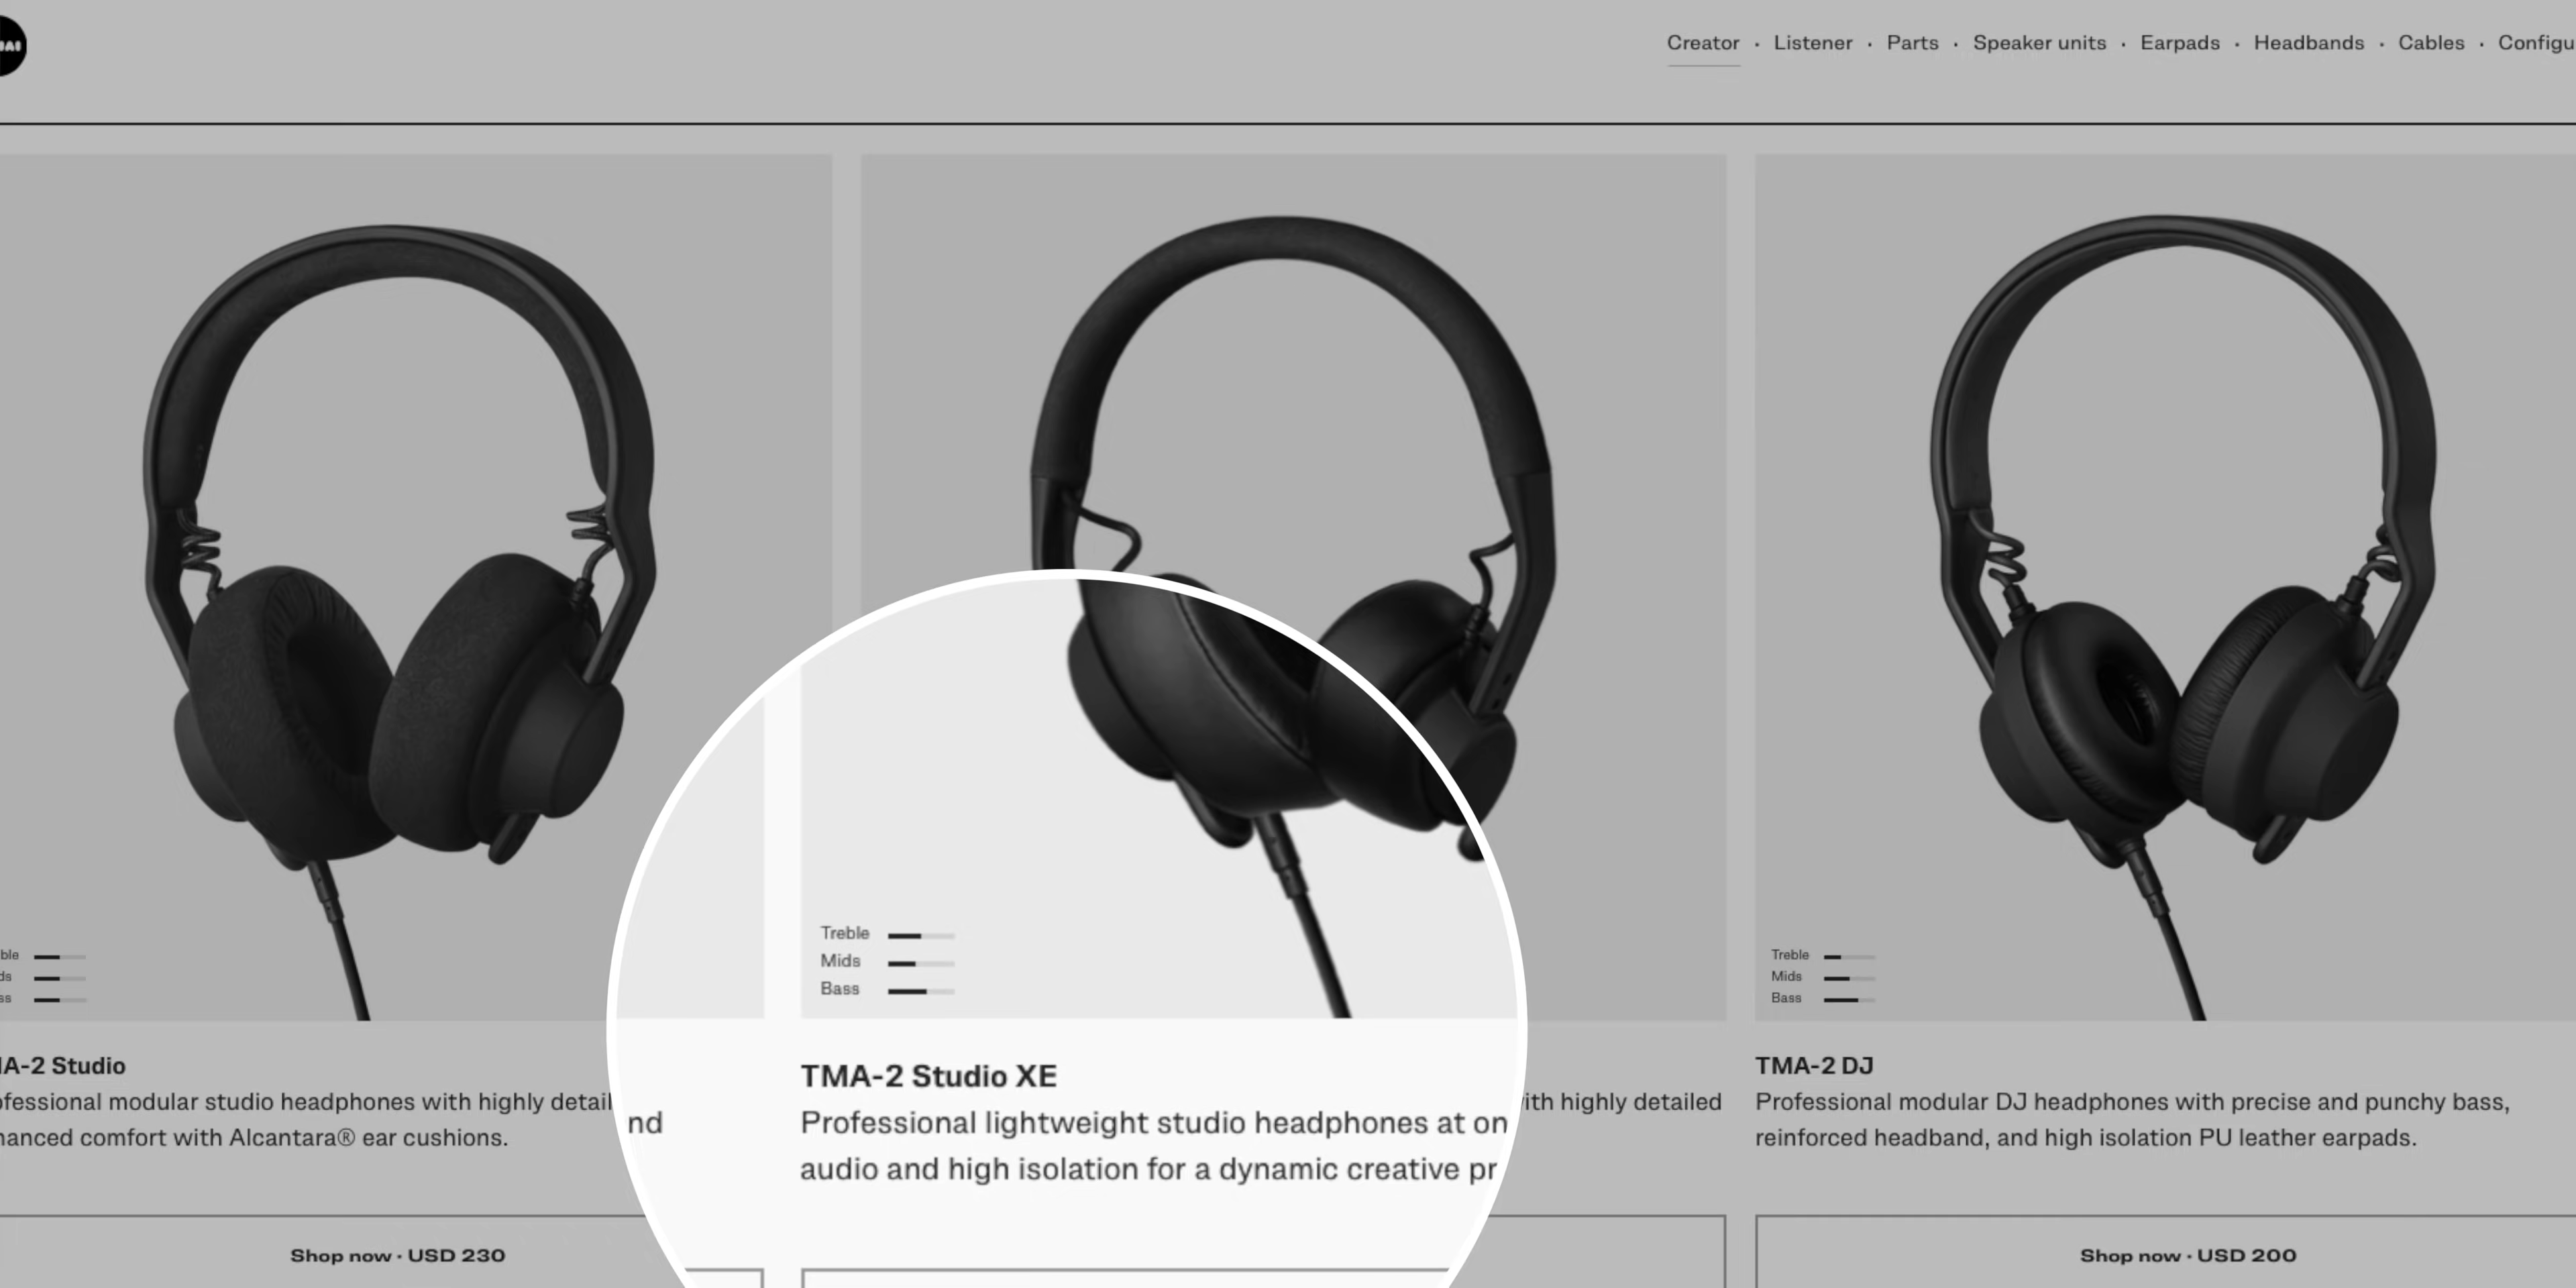 Creator · Listener · Parts · Speaker units · Earpads · Headbands · Cables · Configu
ble
ds
ss
Treble
Mids
Bass
Treble
Mids
Bass
A-2 Studio
ofessional modular studio headphones with highly detail
hanced comfort with Alcantara® ear cushions.
nd
Shop now · USD 230
TMA-2 Studio XE
Professional lightweight studio headphones at on
audio and high isolation for a dynamic creative pr
ith highly detailed
TMA-2 DJ
Professional modular DJ headphones with precise and punchy bass,
reinforced headband, and high isolation PU leather earpads.
Shop now · USD 200